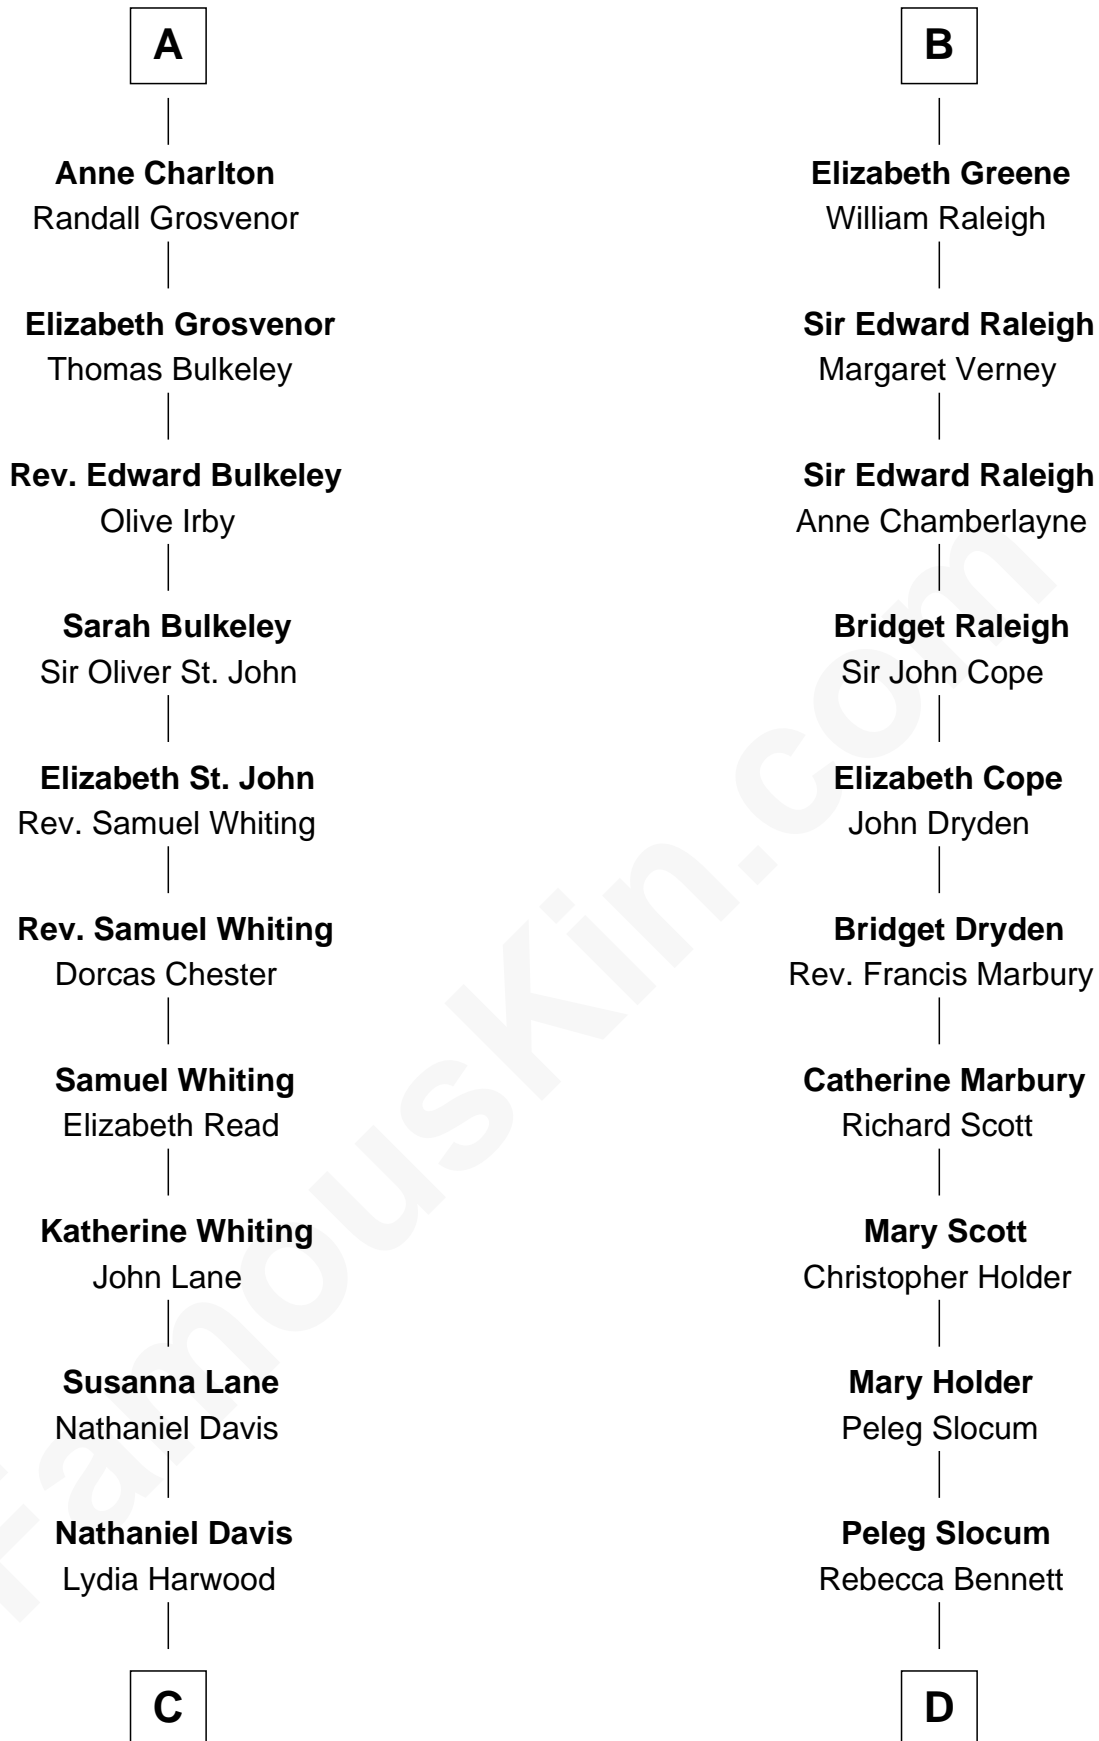 A
Anne Charlton
Randall Grosvenor
Elizabeth Grosvenor
Thomas Bulkeley
Rev. Edward Bulkeley
Olive Irby
Sarah Bulkeley
Sir Oliver St. John
Elizabeth St. John
Rev. Samuel Whiting
Rev. Samuel Whiting
Dorcas Chester
Samuel Whiting
Elizabeth Read
Katherine Whiting
John Lane
Susanna Lane
Nathaniel Davis
Nathaniel Davis
Lydia Harwood
C
B
Elizabeth Greene
William Raleigh
Sir Edward Raleigh
Margaret Verney
Sir Edward Raleigh
Anne Chamberlayne
Bridget Raleigh
Sir John Cope
Elizabeth Cope
John Dryden
Bridget Dryden
Rev. Francis Marbury
Catherine Marbury
Richard Scott
Mary Scott
Christopher Holder
Mary Holder
Peleg Slocum
Peleg Slocum
Rebecca Bennett
D
FamousKin.com